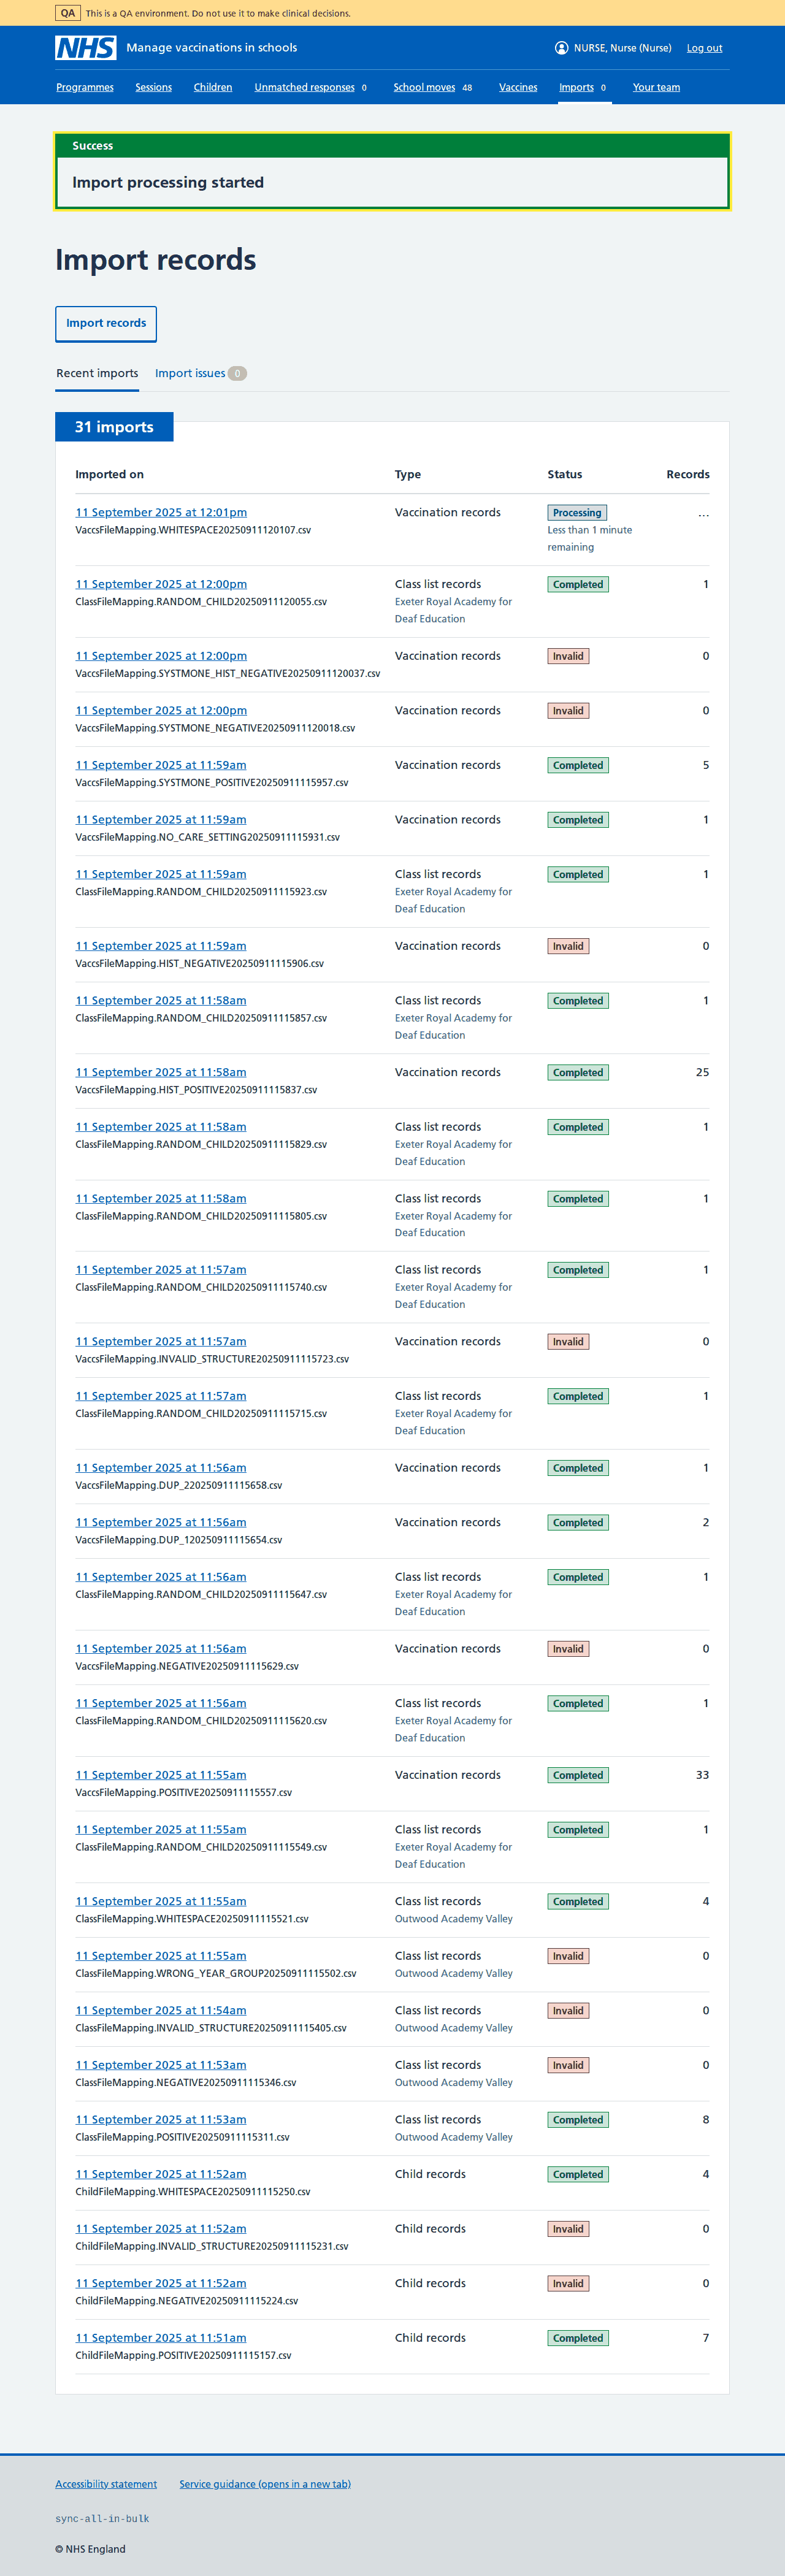 QA This is a QA environment. Do not use it to make clinical decisions.
NHS Manage vaccinations in schools NURSE, Nurse (Nurse) Log out
Programmes Sessions Children Unmatched responses 0 School moves 48 Vaccines Imports 0 Your team
Success
Import processing started
Import records
Import records
Recent imports Import issues 0
31 imports
Imported on Type Status Records
11 September 2025 at 12:01pm Vaccination records Processing ...
VaccsFileMapping.WHITESPACE20250911120107.csv Less than 1 minute
remaining
11 September 2025 at 12:00pm Class list records Completed 1
ClassFileMapping.RANDOM_CHILD20250911120055.csv Exeter Royal Academy for
Deaf Education
11 September 2025 at 12:00pm Vaccination records Invalid 0
VaccsFileMapping.SYSTMONE_HIST_NEGATIVE20250911120037.csv
11 September 2025 at 12:00pm Vaccination records Invalid 0
VaccsFileMapping.SYSTMONE_NEGATIVE20250911120018.csv
11 September 2025 at 11:59am Vaccination records Completed 5
VaccsFileMapping.SYSTMONE_POSITIVE20250911115957.csv
11 September 2025 at 11:59am Vaccination records Completed 1
VaccsFileMapping.NO_CARE_SETTING20250911115931.csv
11 September 2025 at 11:59am Class list records Completed 1
ClassFileMapping.RANDOM_CHILD20250911115923.csv Exeter Royal Academy for
Deaf Education
11 September 2025 at 11:59am Vaccination records Invalid 0
VaccsFileMapping.HIST_NEGATIVE20250911115906.csv
11 September 2025 at 11:58am Class list records Completed 1
ClassFileMapping.RANDOM_CHILD20250911115857.csv Exeter Royal Academy for
Deaf Education
11 September 2025 at 11:58am Vaccination records Completed 25
VaccsFileMapping.HIST_POSITIVE20250911115837.csv
11 September 2025 at 11:58am Class list records Completed 1
ClassFileMapping.RANDOM_CHILD20250911115829.csv Exeter Royal Academy for
Deaf Education
11 September 2025 at 11:58am Class list records Completed 1
ClassFileMapping.RANDOM_CHILD20250911115805.csv Exeter Royal Academy for
Deaf Education
11 September 2025 at 11:57am Class list records Completed 1
ClassFileMapping.RANDOM_CHILD20250911115740.csv Exeter Royal Academy for
Deaf Education
11 September 2025 at 11:57am Vaccination records Invalid 0
VaccsFileMapping.INVALID_STRUCTURE20250911115723.csv
11 September 2025 at 11:57am Class list records Completed 1
ClassFileMapping.RANDOM_CHILD20250911115715.csv Exeter Royal Academy for
Deaf Education
11 September 2025 at 11:56am Vaccination records Completed 1
VaccsFileMapping.DUP_220250911115658.csv
11 September 2025 at 11:56am Vaccination records Completed 2
VaccsFileMapping.DUP_120250911115654.csv
11 September 2025 at 11:56am Class list records Completed 1
ClassFileMapping.RANDOM_CHILD20250911115647.csv Exeter Royal Academy for
Deaf Education
11 September 2025 at 11:56am Vaccination records Invalid 0
VaccsFileMapping.NEGATIVE20250911115629.csv
11 September 2025 at 11:56am Class list records Completed 1
ClassFileMapping.RANDOM_CHILD20250911115620.csv Exeter Royal Academy for
Deaf Education
11 September 2025 at 11:55am Vaccination records Completed 33
VaccsFileMapping.POSITIVE20250911115557.csv
11 September 2025 at 11:55am Class list records Completed 1
ClassFileMapping.RANDOM_CHILD20250911115549.csv Exeter Royal Academy for
Deaf Education
11 September 2025 at 11:55am Class list records Completed 4
ClassFileMapping.WHITESPACE20250911115521.csv Outwood Academy Valley
11 September 2025 at 11:55am Class list records Invalid 0
ClassFileMapping.WRONG_YEAR_GROUP20250911115502.csv Outwood Academy Valley
11 September 2025 at 11:54am Class list records Invalid 0
ClassFileMapping.INVALID_STRUCTURE20250911115405.csv Outwood Academy Valley
11 September 2025 at 11:53am Class list records Invalid 0
ClassFileMapping.NEGATIVE20250911115346.csv Outwood Academy Valley
11 September 2025 at 11:53am Class list records Completed 8
ClassFileMapping.POSITIVE20250911115311.csv Outwood Academy Valley
11 September 2025 at 11:52am Child records Completed 4
ChildFileMapping.WHITESPACE20250911115250.csv
11 September 2025 at 11:52am Child records Invalid 0
ChildFileMapping.INVALID_STRUCTURE20250911115231.csv
11 September 2025 at 11:52am Child records Invalid 0
ChildFileMapping.NEGATIVE20250911115224.csv
11 September 2025 at 11:51am Child records Completed 7
ChildFileMapping.POSITIVE20250911115157.csv
Accessibility statement Service guidance (opens in a new tab)
sync-all-in-bulk
© NHS England